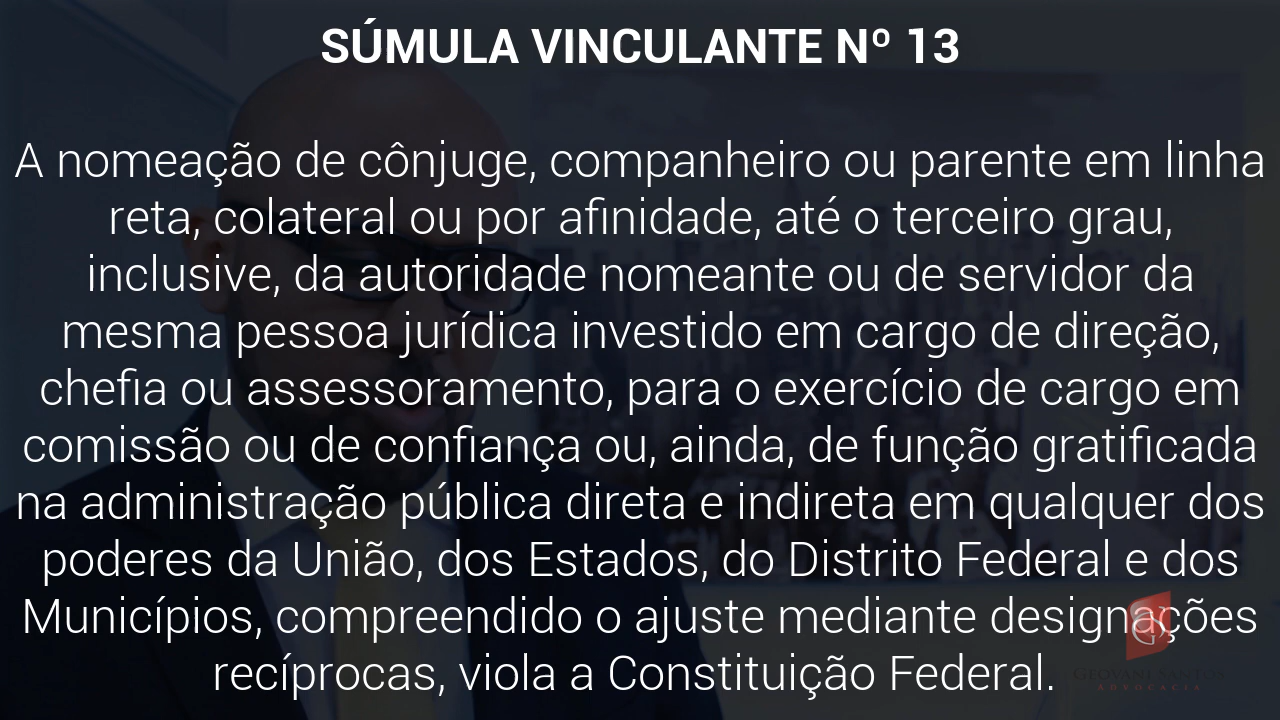 SÚMULA VINCULANTE Nº 13
A nomeação de cônjuge, companheiro ou parente em linha
reta, colateral ou por afinidade, até o terceiro grau,
inclusive, da autoridade nomeante ou de servidor da
mesma pessoa jurídica investido em cargo de direção,
chefia ou assessoramento, para o exercício de cargo em
comissão ou de confiança ou, ainda, de função gratificada
na administração pública direta e indireta em qualquer dos
poderes da União, dos Estados, do Distrito Federal e dos
Municípios, compreendido o ajuste mediante designações
recíprocas, viola a Constituição Federal.
GEOVANI SANTOS
ADVOCACIA